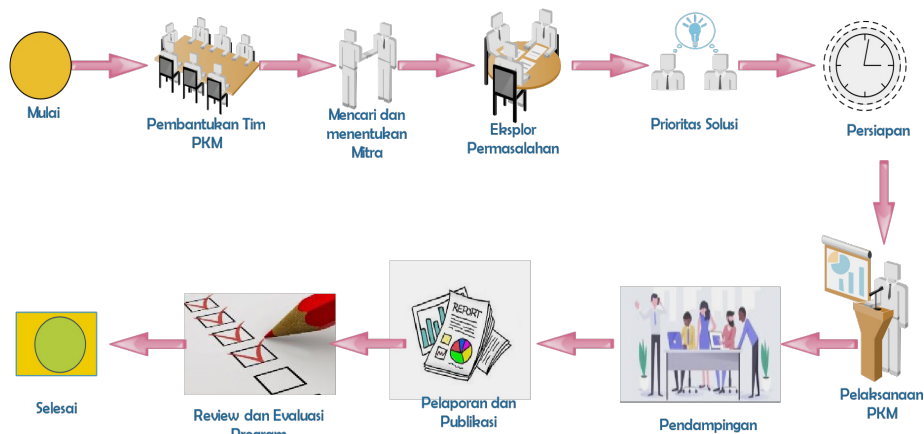 Mulai
Pembantukan Tim
PKM
Mencari dan
menentukan
Mitra
Eksplor
Permasalahan
Prioritas Solusi
Persiapan
Pelaksanaan
PKM
Pendampingan
REPORT
Pelaporan dan
Publikasi
Review dan Evaluasi
Program
Selesai